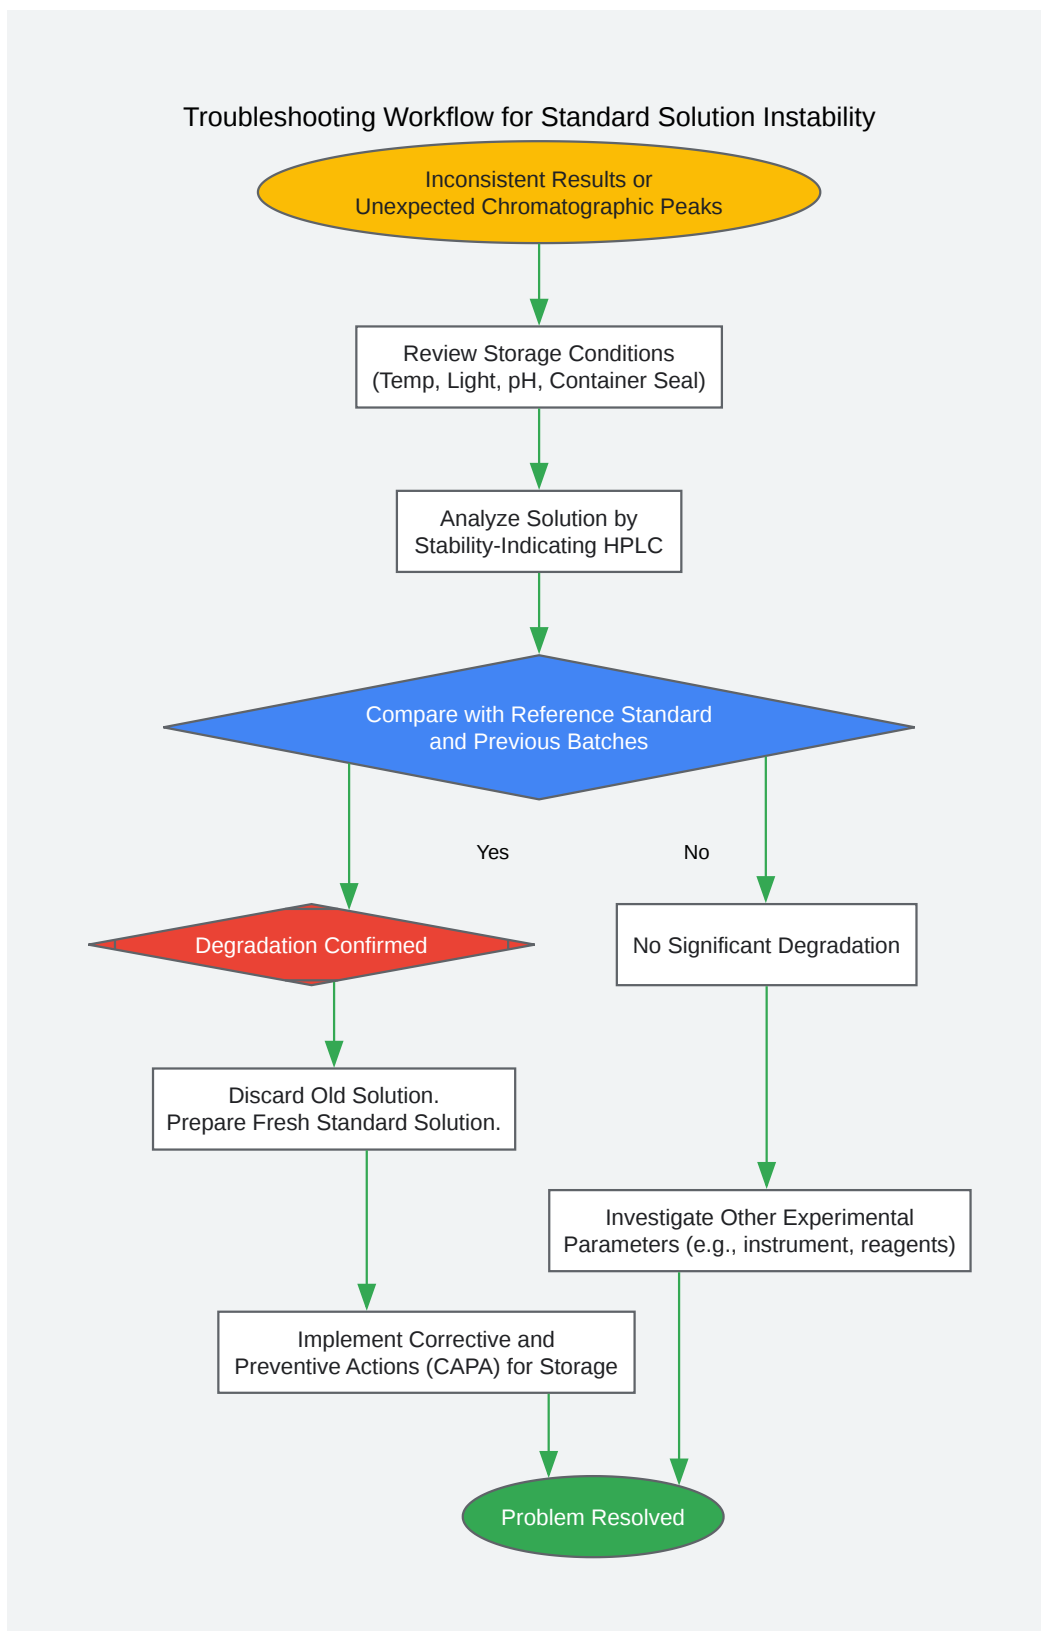 Troubleshooting Workflow for Standard Solution Instability
Inconsistent Results or
Unexpected Chromatographic Peaks
Review Storage Conditions
(Temp, Light, pH, Container Seal)
Analyze Solution by
Stability-Indicating HPLC
Compare with Reference Standard
and Previous Batches
Yes
No
Degradation Confirmed
No Significant Degradation
Discard Old Solution.
Prepare Fresh Standard Solution.
Investigate Other Experimental
Parameters (e.g., instrument, reagents)
Implement Corrective and
Preventive Actions (CAPA) for Storage
Problem Resolved